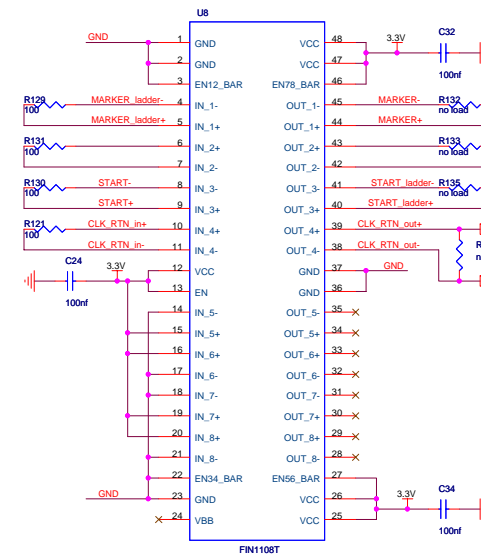 U8
GND 1 GND VCC 48 3.3V C32
2 GND VCC 47
3 EN12_BAR EN78_BAR 46 100nf
R129 100 MARKER_ladder- 4 IN_1- OUT_1- 45 MARKER- R132 no load
MARKER_ladder+ 5 IN_1+ OUT_1+ 44 MARKER+
R131 100 6 IN_2+ OUT_2+ 43 R133 no load
7 IN_2- OUT_2- 42
R130 100 START- 8 IN_3- OUT_3- 41 START_ladder- R135 no load
START+ 9 IN_3+ OUT_3+ 40 START_ladder+
R121 100 CLK_RTN_in+ 10 IN_4+ OUT_4+ 39 CLK_RTN_out+
CLK_RTN_in- 11 IN_4- OUT_4- 38 CLK_RTN_out- R
C24 3.3V 12 VCC GND 37 GND
100nf 13 EN GND 36
14 IN_5- OUT_5- 35
15 IN_5+ OUT_5+ 34
16 IN_6+ OUT_6+ 33
17 IN_6- OUT_6- 32
18 IN_7- OUT_7- 31
19 IN_7+ OUT_7+ 30
20 IN_8+ OUT_8+ 29
21 IN_8- OUT_8- 28
22 EN34_BAR EN56_BAR 27
GND 23 GND VCC 26 3.3V C34
24 VBB VCC 25 100nf
FIN1108T